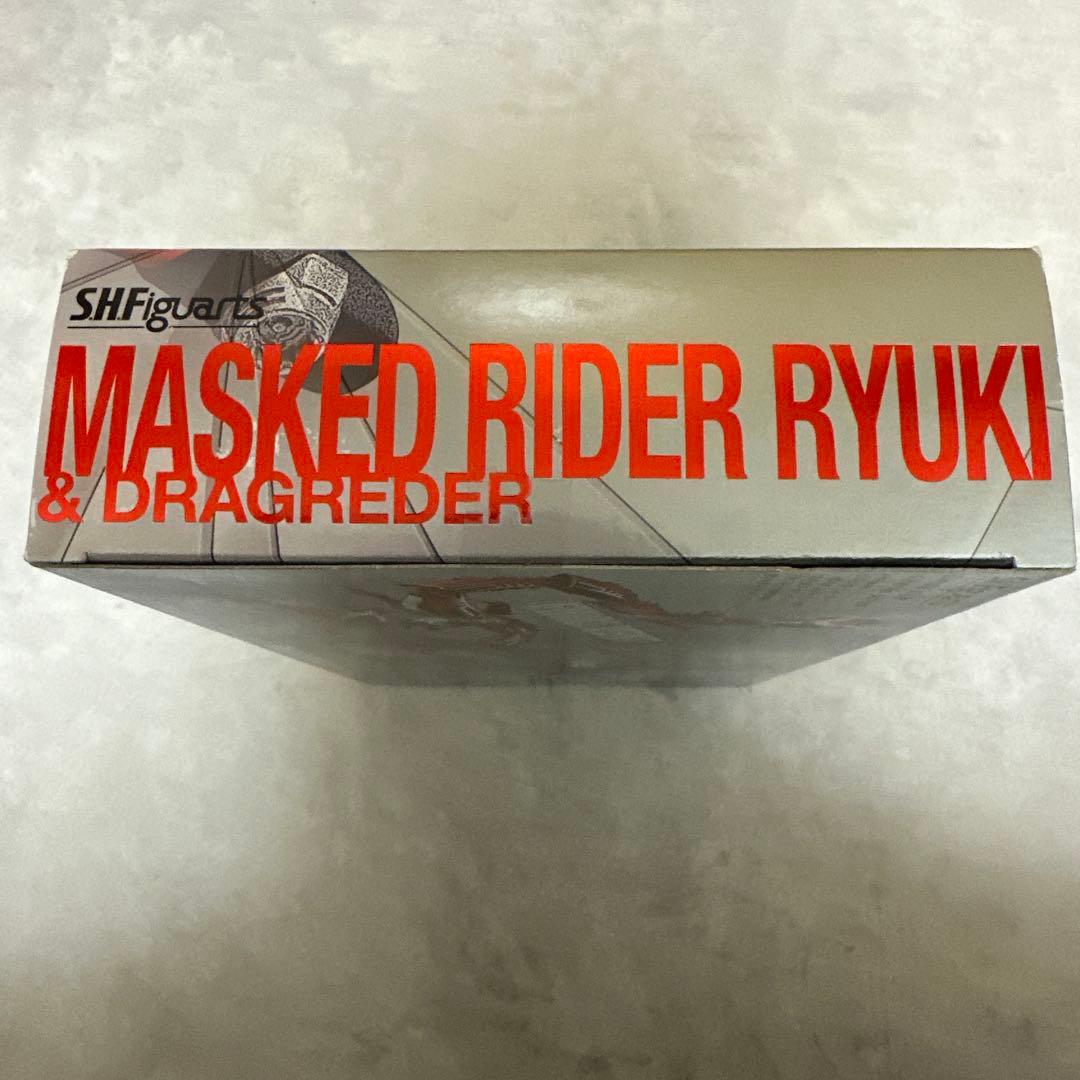 S.H.Figuarts
MASKED RIDER RYUKI
& DRAGREDER